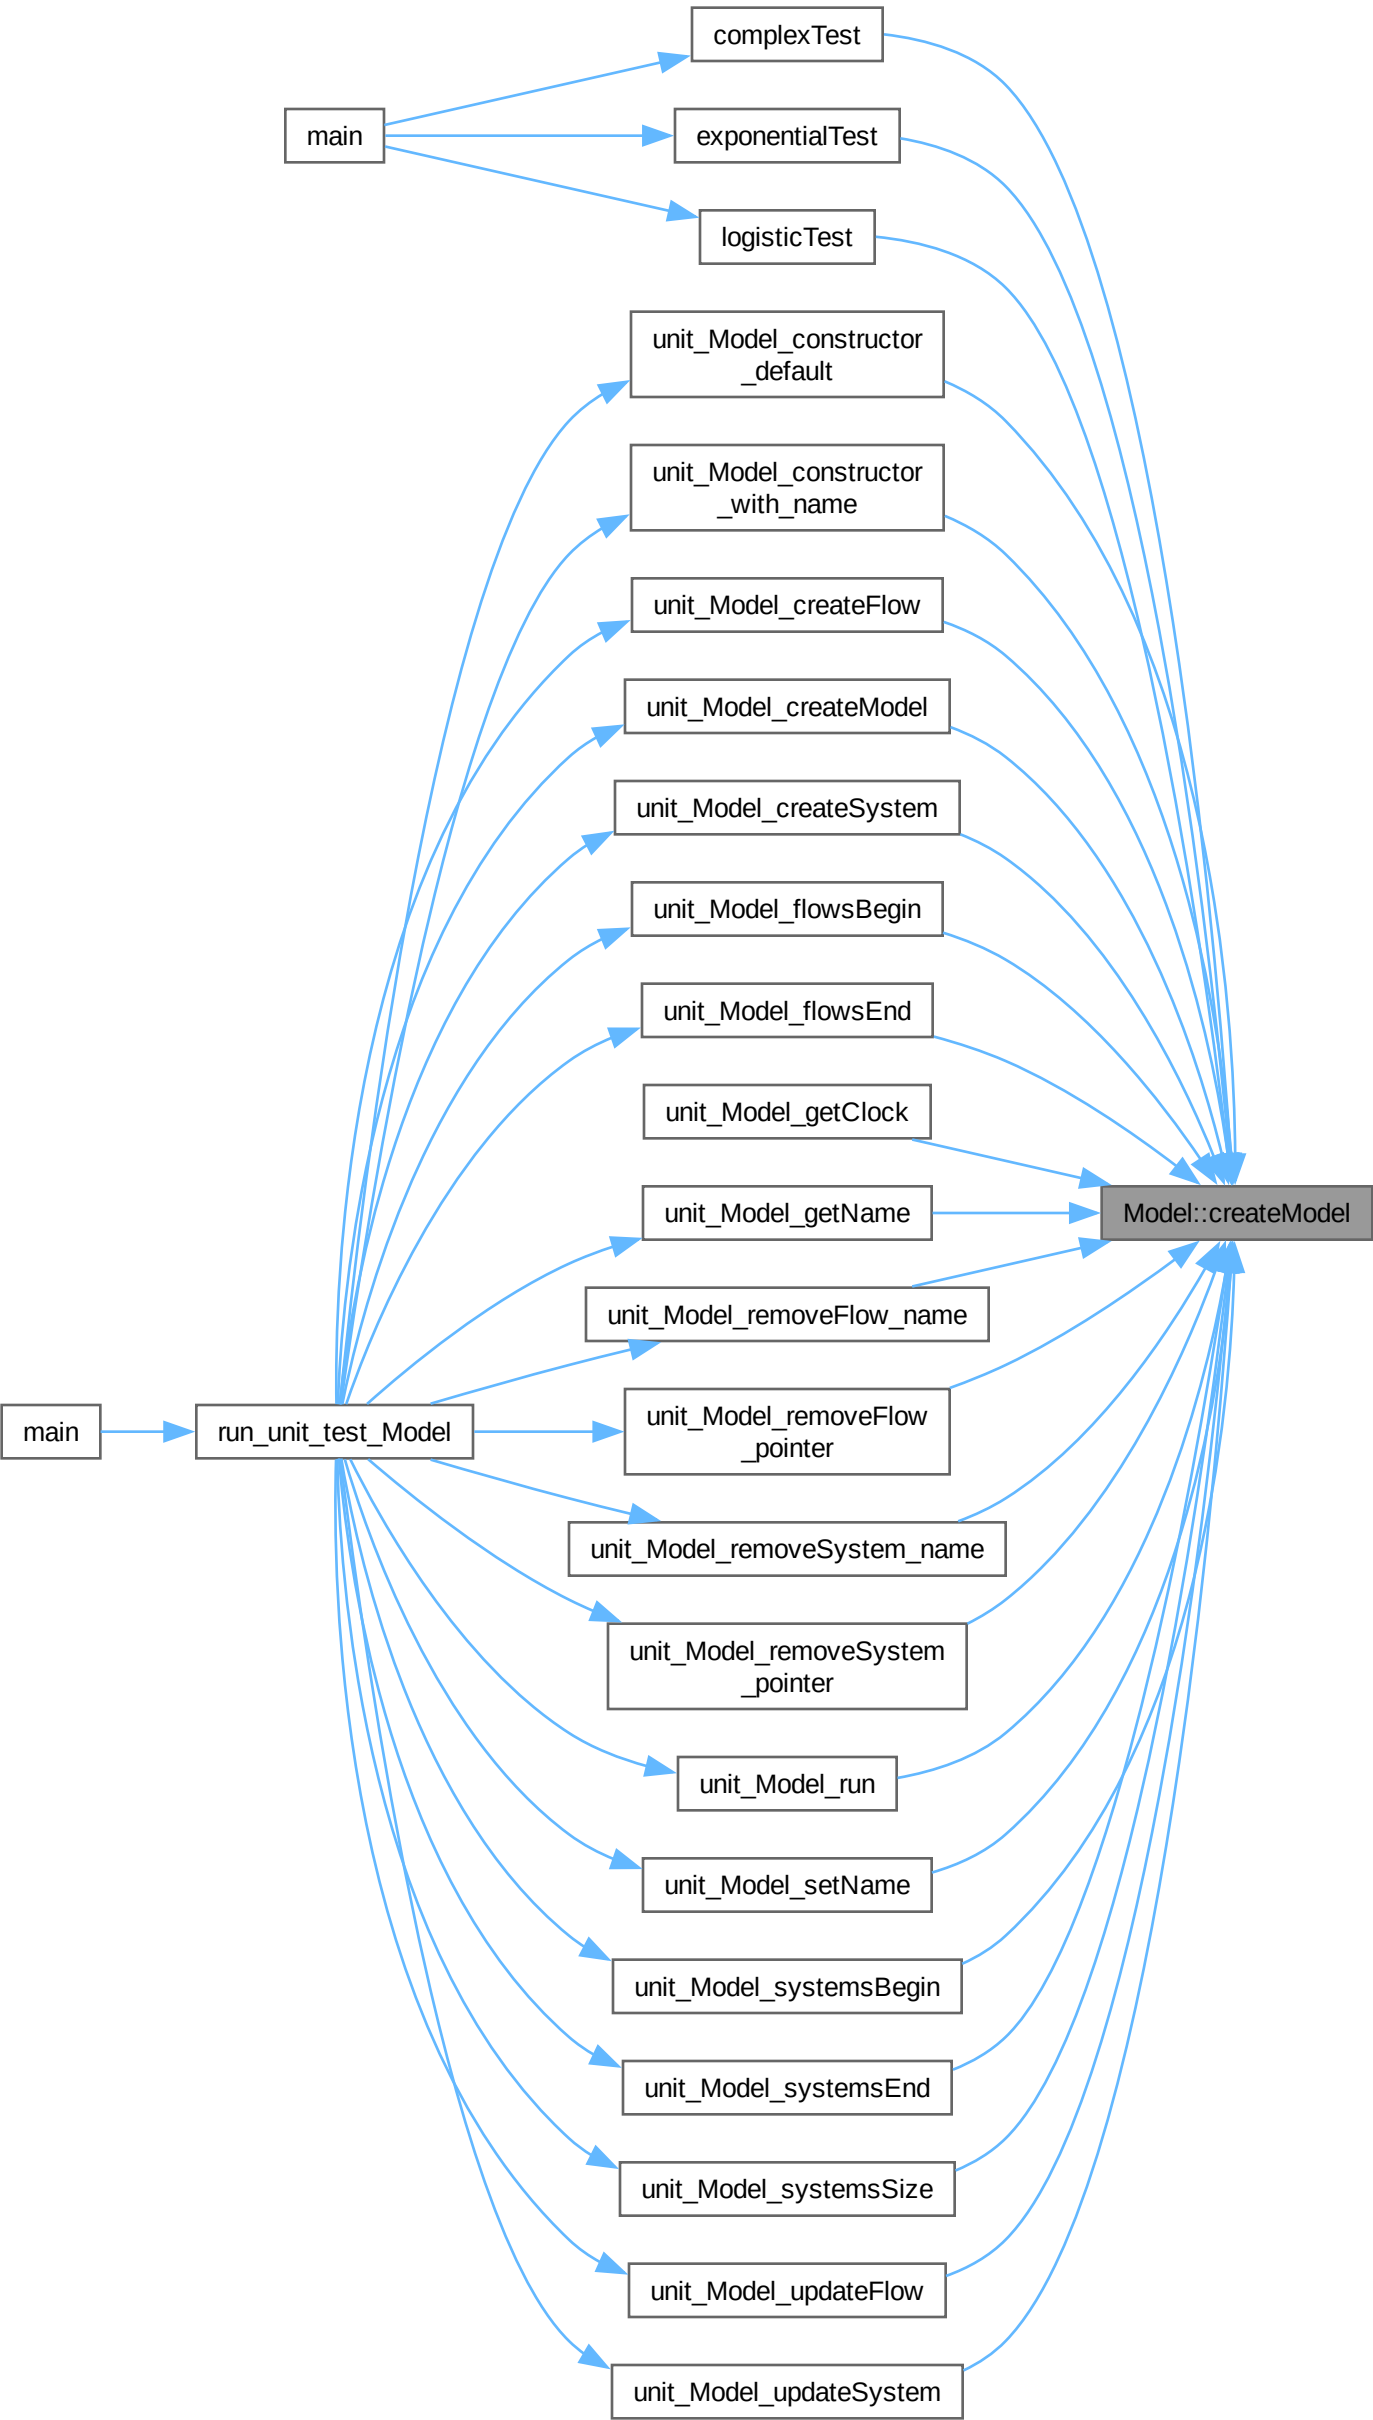 complexTest
main
exponentialTest
logisticTest
unit_Model_constructor
_default
unit_Model_constructor
_with_name
unit_Model_createFlow
unit_Model_createModel
unit_Model_createSystem
unit_Model_flowsBegin
unit_Model_flowsEnd
unit_Model_getClock
unit_Model_getName
Model::createModel
unit_Model_removeFlow_name
main
run_unit_test_Model
unit_Model_removeFlow
_pointer
unit_Model_removeSystem_name
unit_Model_removeSystem
_pointer
unit_Model_run
unit_Model_setName
unit_Model_systemsBegin
unit_Model_systemsEnd
unit_Model_systemsSize
unit_Model_updateFlow
unit_Model_updateSystem